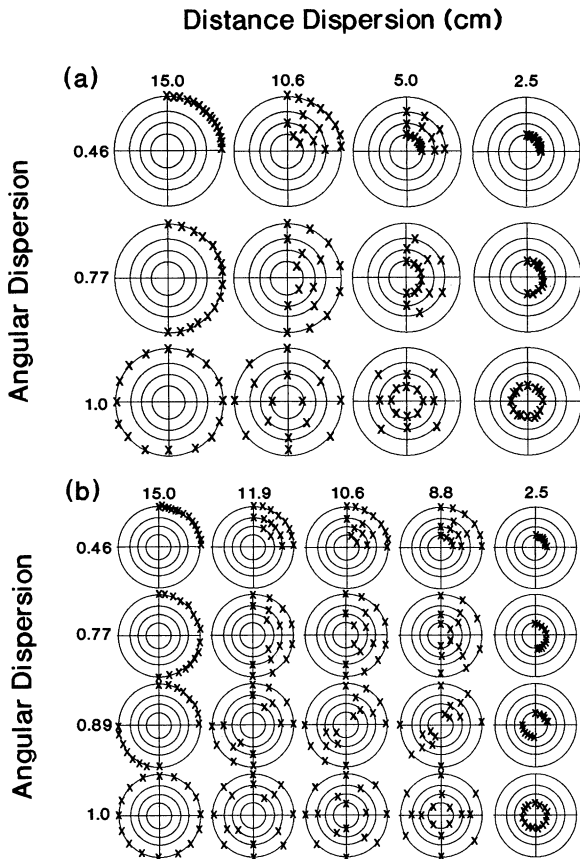 Distance Dispersion (cm)
(a)
15.0 10.6 5.0 2.5
Angular Dispersion
0.46
0.77
1.0
(b)
15.0 11.9 10.6 8.8 2.5
Angular Dispersion
0.46
0.77
0.89
1.0